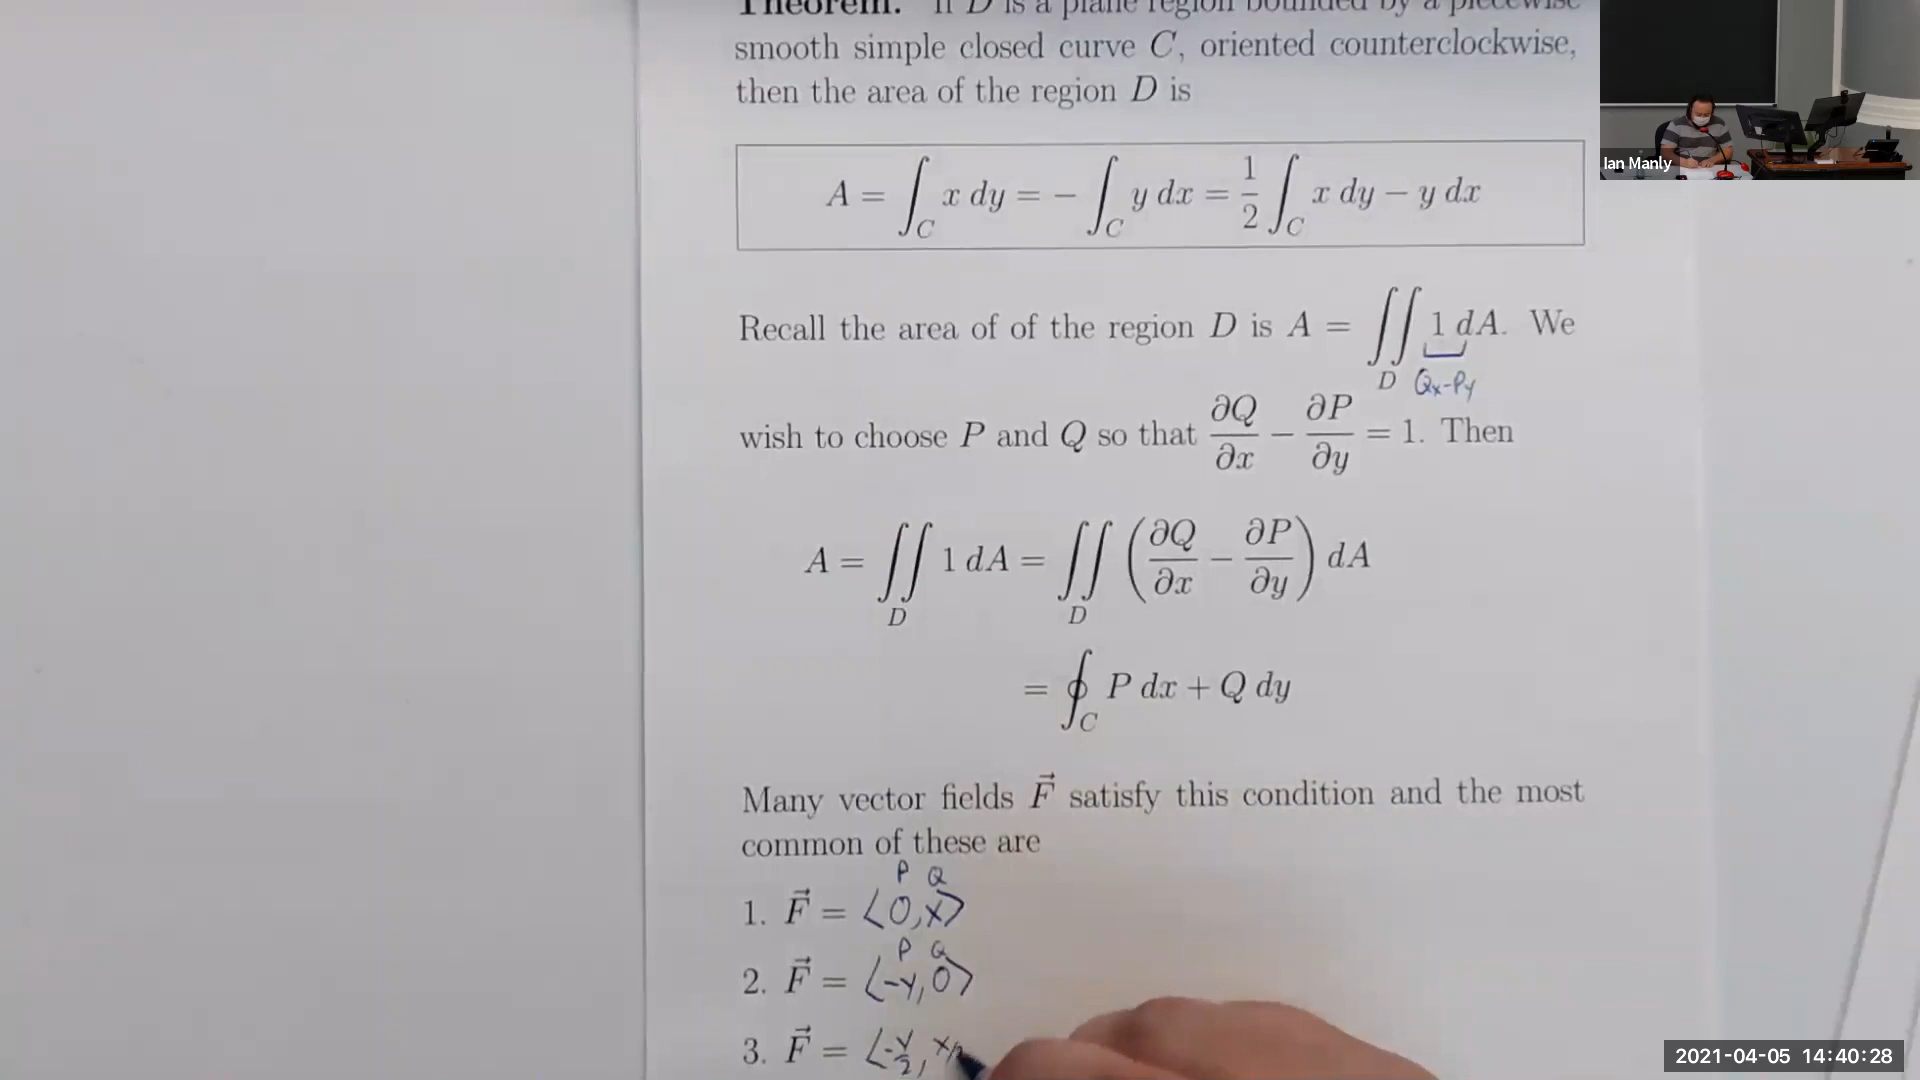 Theorem. If D is a plane region bounded by a piecewise
smooth simple closed curve C, oriented counterclockwise,
then the area of the region D is
A = ∫_C x dy = − ∫_C y dx = 1/2 ∫_C x dy − y dx
Recall the area of of the region D is A = ∬_D 1 dA. We
Qx-Py
wish to choose P and Q so that ∂Q/∂x − ∂P/∂y = 1. Then
A = ∬_D 1 dA = ∬_D (∂Q/∂x − ∂P/∂y) dA
= ∮_C P dx + Q dy
Many vector fields F⃗ satisfy this condition and the most
common of these are
P Q
1. F⃗ = ⟨0,x⟩
P Q
2. F⃗ = ⟨-y,0⟩
3. F⃗ = ⟨-y/2, x/
Ian Manly
2021-04-05 14:40:28